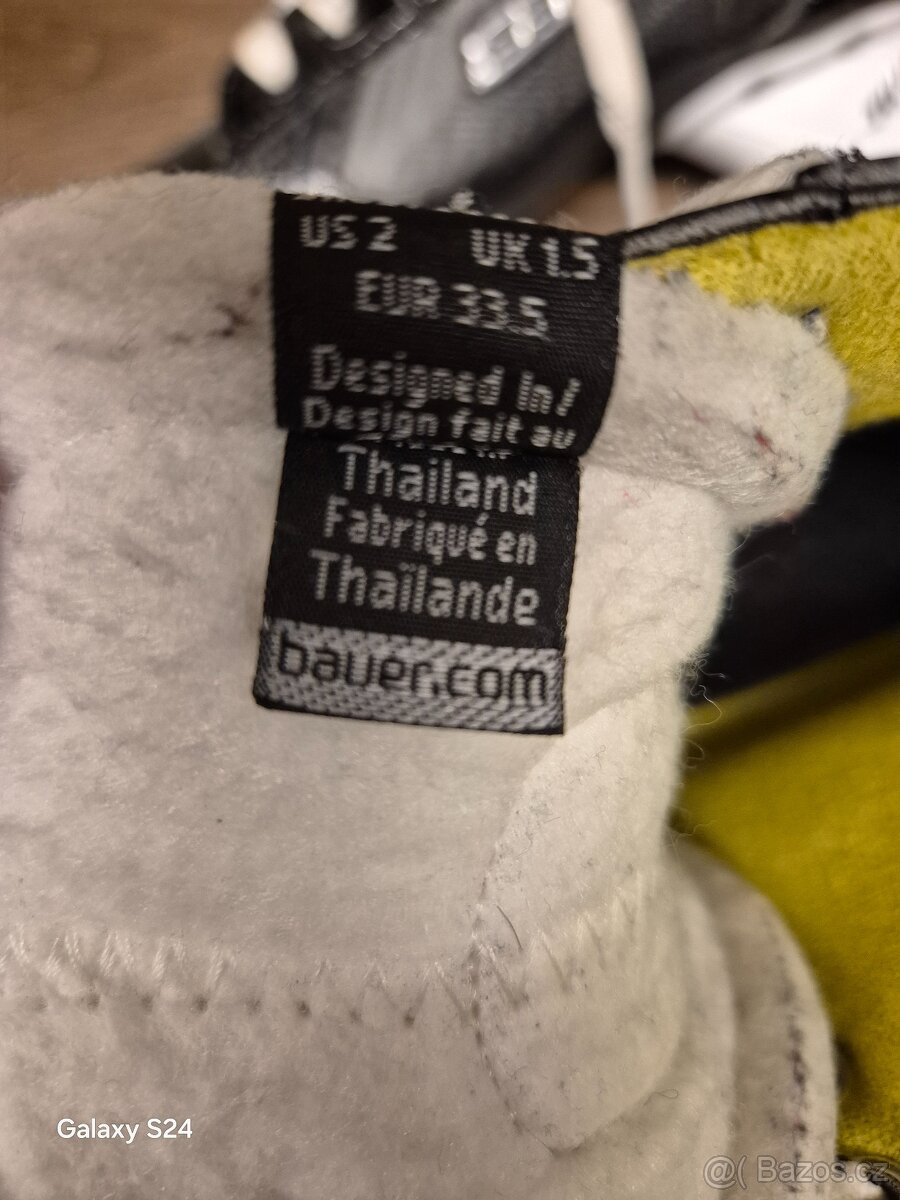 US 2 UK 1.5
EUR 33.5
Designed in/
Design fait au
Thailand
Fabriqué en
Thaïlande
bauer.com
Galaxy S24
@( Bazos.cz